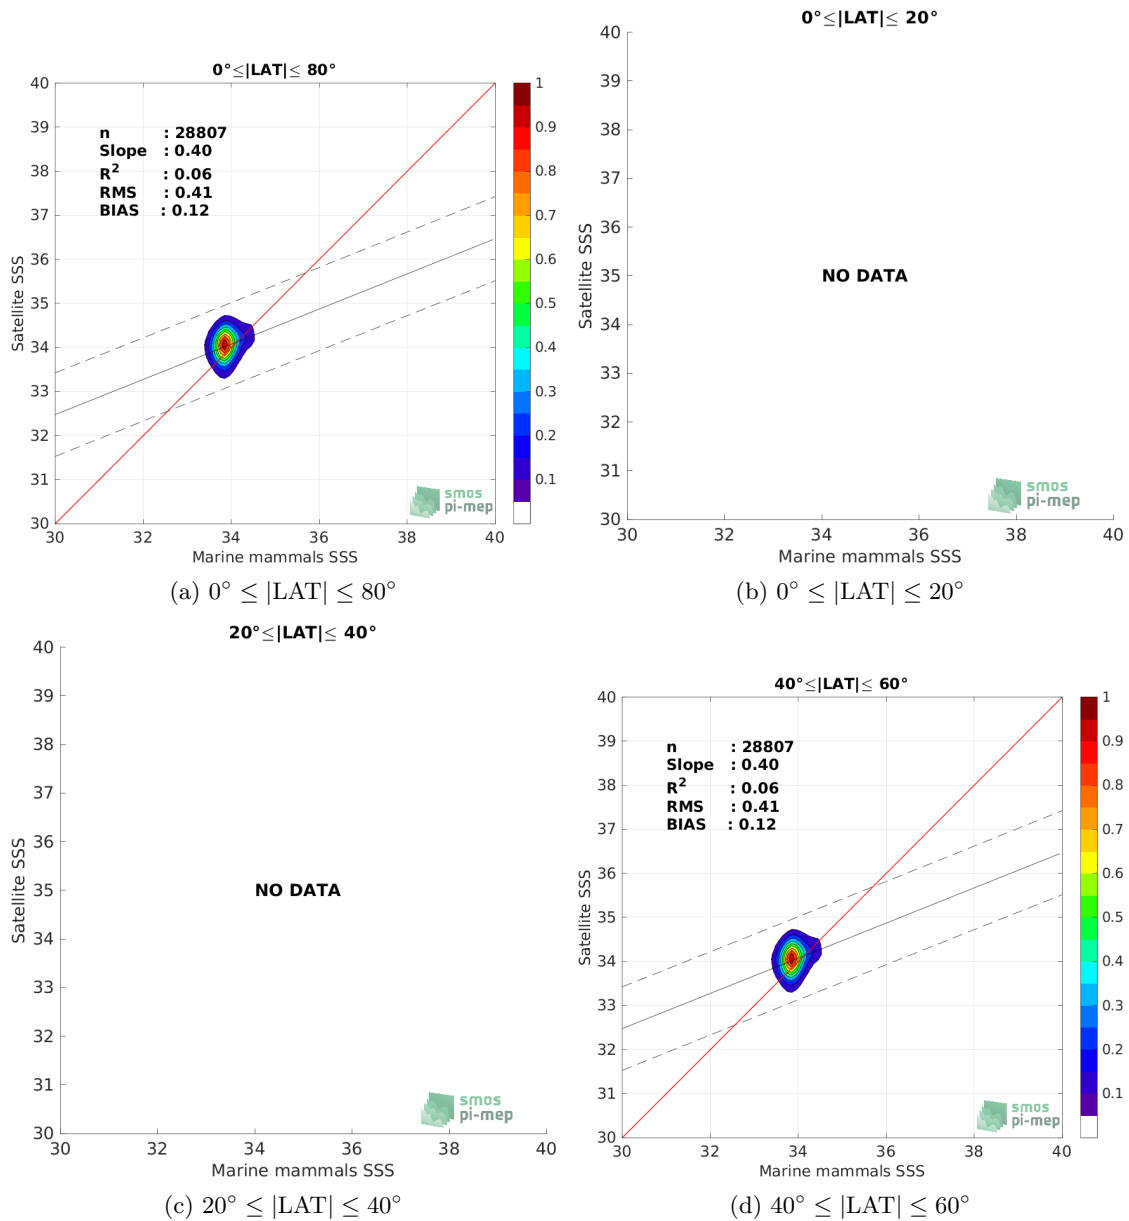 0°≤|LAT|≤ 80°
40
39
38
37
36
35
34
33
32
31
30
Satellite SSS
n : 28807
Slope : 0.40
R² : 0.06
RMS : 0.41
BIAS : 0.12
smos
pi-mep
30 32 34 36 38 40
Marine mammals SSS
1
0.9
0.8
0.7
0.6
0.5
0.4
0.3
0.2
0.1
(a) 0° ≤ |LAT| ≤ 80°
0°≤|LAT|≤ 20°
40
39
38
37
36
35
34
33
32
31
30
Satellite SSS
NO DATA
smos
pi-mep
30 32 34 36 38 40
Marine mammals SSS
(b) 0° ≤ |LAT| ≤ 20°
20°≤|LAT|≤ 40°
40
39
38
37
36
35
34
33
32
31
30
Satellite SSS
NO DATA
smos
pi-mep
30 32 34 36 38 40
Marine mammals SSS
(c) 20° ≤ |LAT| ≤ 40°
40°≤|LAT|≤ 60°
40
39
38
37
36
35
34
33
32
31
30
Satellite SSS
n : 28807
Slope : 0.40
R² : 0.06
RMS : 0.41
BIAS : 0.12
smos
pi-mep
30 32 34 36 38 40
Marine mammals SSS
1
0.9
0.8
0.7
0.6
0.5
0.4
0.3
0.2
0.1
(d) 40° ≤ |LAT| ≤ 60°